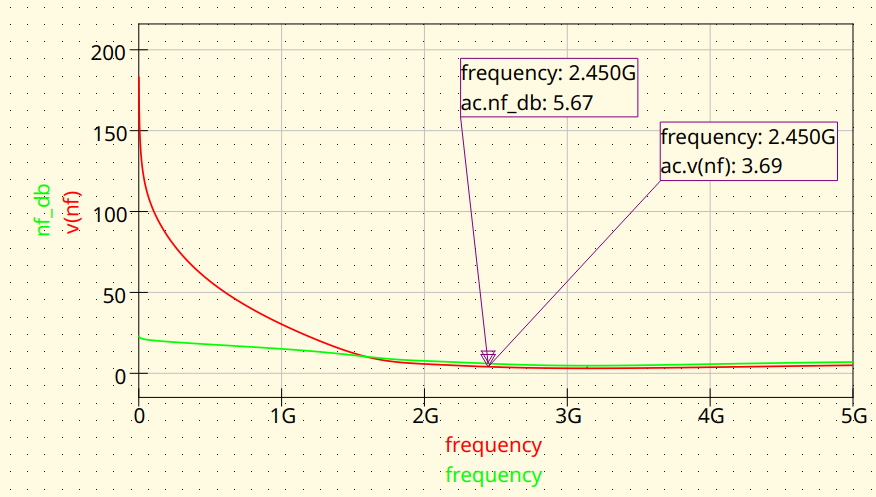 200
150
100
50
0
nf_db
v(nf)
frequency: 2.450G
ac.nf_db: 5.67
frequency: 2.450G
ac.v(nf): 3.69
0
1G
2G
3G
4G
5G
frequency
frequency